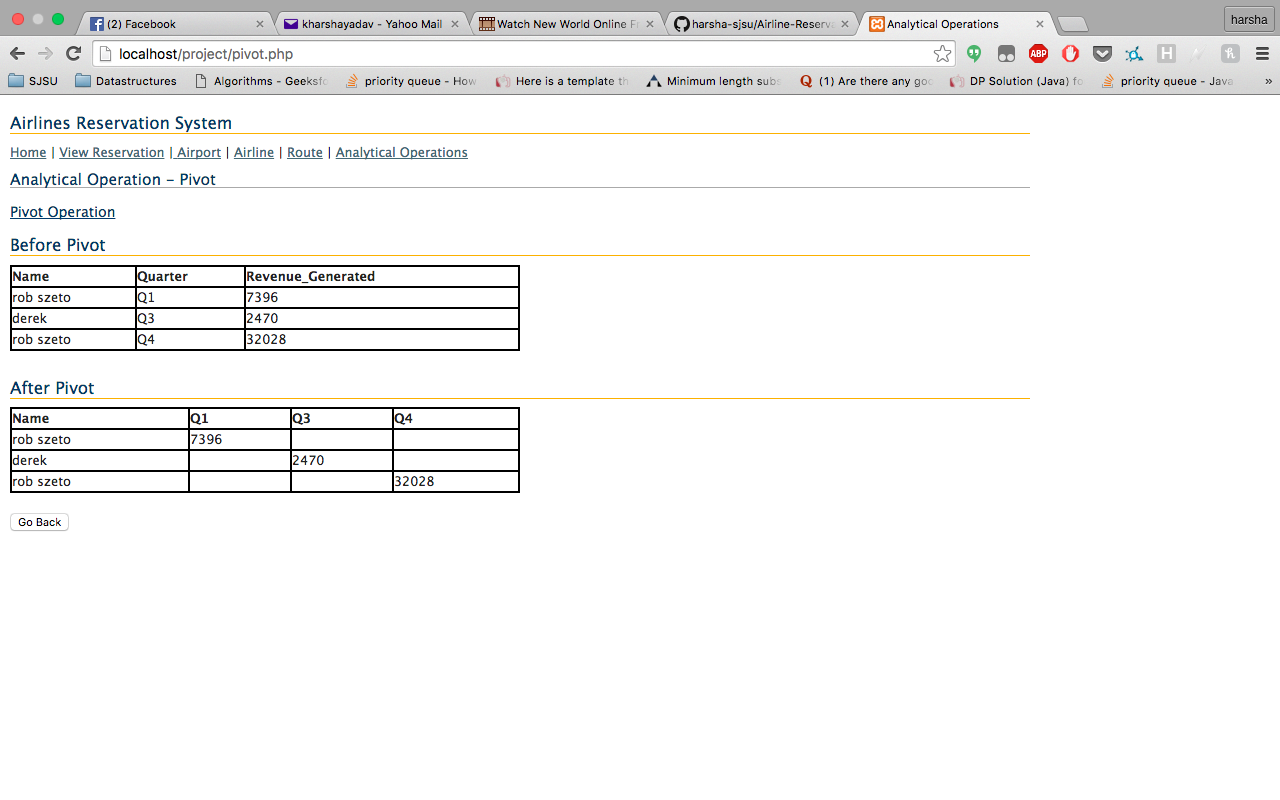 (2) Facebook
kharshayadav - Yahoo Mail
Watch New World Online Fr
harsha-sjsu/Airline-Reserva
Analytical Operations
harsha
localhost/project/pivot.php
ABP
H
SJSU
Datastructures
Algorithms - Geeksfo
priority queue - How
Here is a template th
Minimum length subs
(1) Are there any goo
DP Solution (Java) fo
priority queue - Java
»
Airlines Reservation System
Home | View Reservation | Airport | Airline | Route | Analytical Operations
Analytical Operation - Pivot
Pivot Operation
Before Pivot
Name Quarter Revenue_Generated
rob szeto Q1 7396
derek Q3 2470
rob szeto Q4 32028
After Pivot
Name Q1 Q3 Q4
rob szeto 7396
derek 2470
rob szeto 32028
Go Back